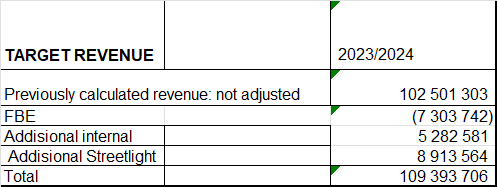 TARGET REVENUE 2023/2024
Previously calculated revenue: not adjusted 102 501 303
FBE (7 303 742)
Addisional internal 5 282 581
Addisional Streetlight 8 913 564
Total 109 393 706